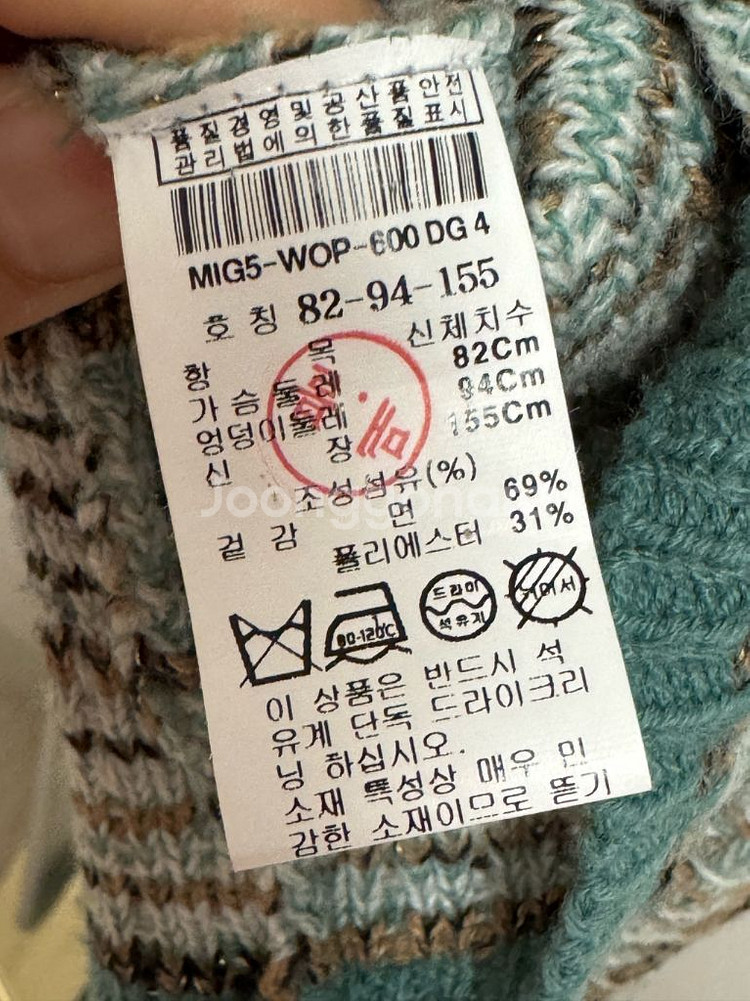 품질경영및공산품안전
관리법에의한품질표시
MIG5-WOP-600 DG 4
호 칭 82-94-155
항 목 신체치수
가 슴 둘 레 82Cm
엉덩이둘레 94Cm
신 장 155Cm
조성섬유(%)
겉 감 면 69%
폴리에스터 31%
80-120℃
드라이
석유계
이 상품은 반드시 석
유계 단독 드라이크리
닝 하십시오.
소재 특성상 매우 민
감한 소재이므로 뜯기